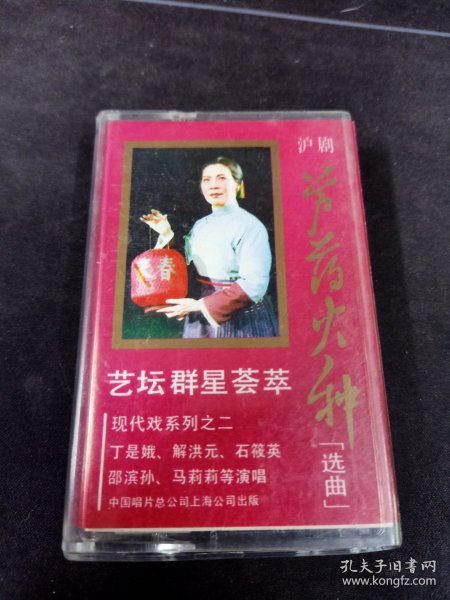 沪剧
芦荡火种
「选曲」
春
艺坛群星荟萃
现代戏系列之二
丁是娥、解洪元、石筱英
邵滨孙、马莉莉等演唱
中国唱片总公司上海公司出版
孔夫子旧书网
www.kongfz.com